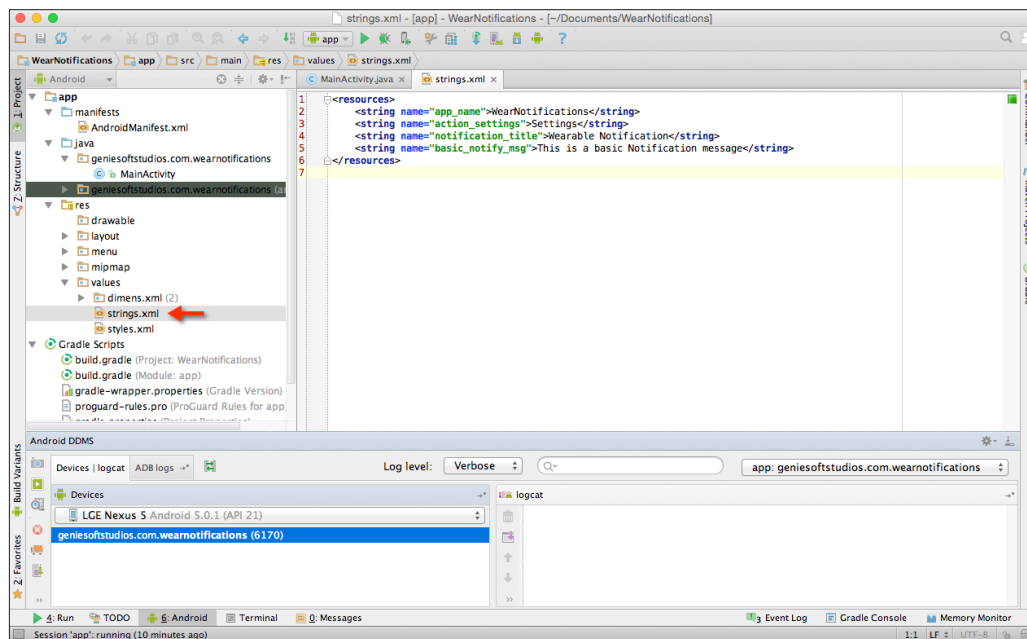 strings.xml - [app] - WearNotifications - [~/Documents/WearNotifications]
app
WearNotifications app src main res values strings.xml
Android
MainActivity.java × strings.xml ×
1: Project
Z: Structure
app
manifests
AndroidManifest.xml
java
geniesoftstudios.com.wearnotifications
MainActivity
geniesoftstudios.com.wearnotifications
res
drawable
layout
menu
mipmap
values
dimens.xml (2)
strings.xml
styles.xml
Gradle Scripts
build.gradle (Project: WearNotifications)
build.gradle (Module: app)
gradle-wrapper.properties (Gradle Version)
proguard-rules.pro (ProGuard Rules for app
1 <resources>
2 <string name="app_name">WearNotifications</string>
3 <string name="action_settings">Settings</string>
4 <string name="notification_title">Wearable Notification</string>
5 <string name="basic_notify_msg">This is a basic Notification message</string>
6 </resources>
7
Build Variants
2: Favorites
Android DDMS
Devices | logcat ADB logs Log level: Verbose app: geniesoftstudios.com.wearnotifications
Devices
logcat
LGE Nexus 5 Android 5.0.1 (API 21)
geniesoftstudios.com.wearnotifications (6170)
4: Run TODO 6: Android Terminal 0: Messages 3 Event Log Gradle Console Memory Monitor
Session 'app': running (10 minutes ago) 1:1 LF UTF-8